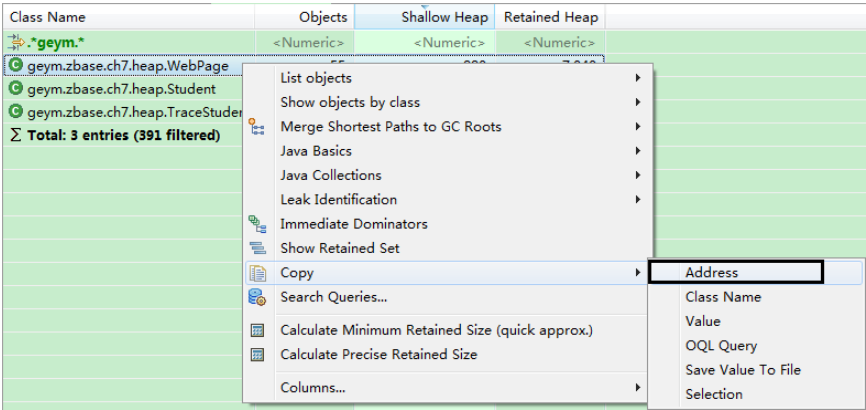 Class Name Objects Shallow Heap Retained Heap
.*geym.* <Numeric> <Numeric> <Numeric>
geym.zbase.ch7.heap.WebPage
geym.zbase.ch7.heap.Student
geym.zbase.ch7.heap.TraceStuder
Σ Total: 3 entries (391 filtered)
List objects
Show objects by class
Merge Shortest Paths to GC Roots
Java Basics
Java Collections
Leak Identification
Immediate Dominators
Show Retained Set
Copy
Search Queries...
Calculate Minimum Retained Size (quick approx.)
Calculate Precise Retained Size
Columns...
Address
Class Name
Value
OQL Query
Save Value To File
Selection